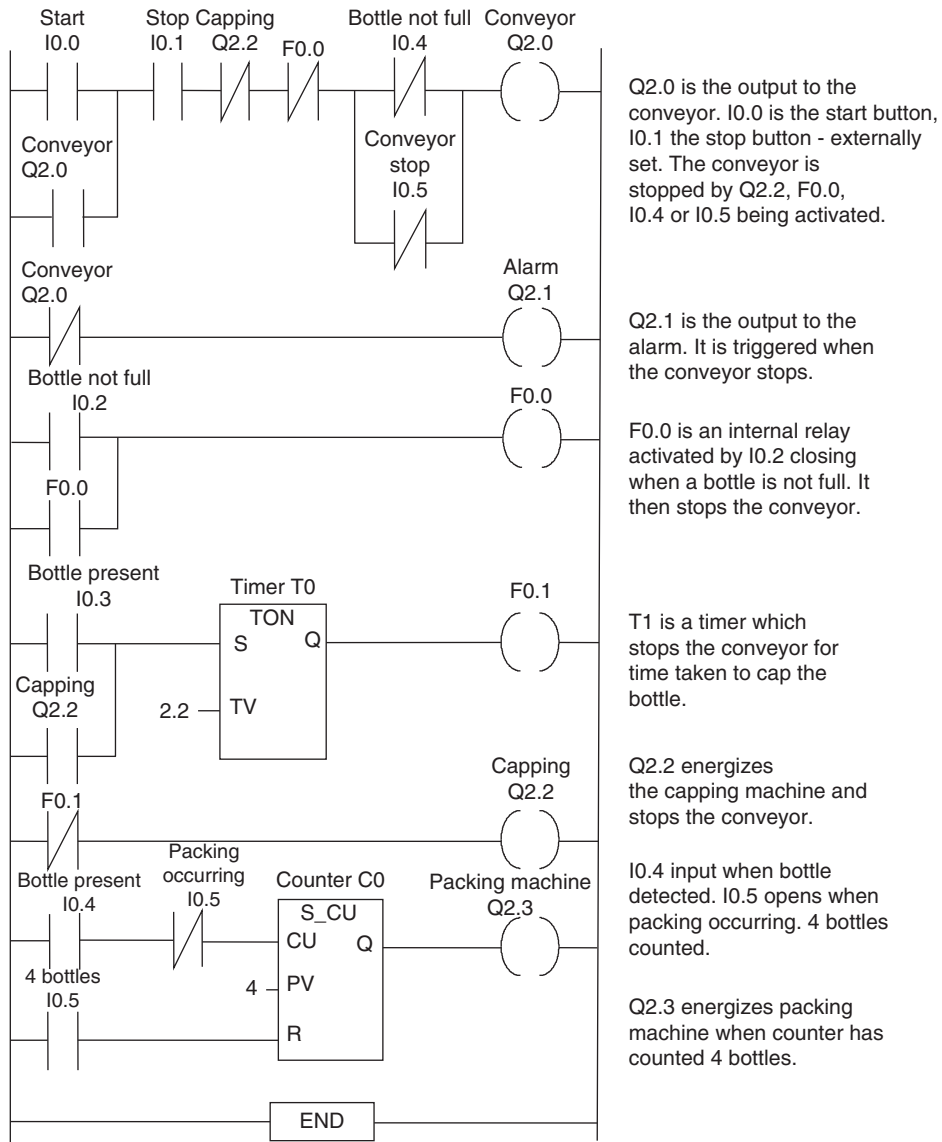 Start
I0.0
Stop Capping
I0.1 Q2.2 F0.0
Bottle not full
I0.4
Conveyor
Q2.0
Conveyor
Q2.0
Conveyor
stop
I0.5
Q2.0 is the output to the
conveyor. I0.0 is the start button,
I0.1 the stop button - externally
set. The conveyor is
stopped by Q2.2, F0.0,
I0.4 or I0.5 being activated.
Conveyor
Q2.0
Alarm
Q2.1
Q2.1 is the output to the
alarm. It is triggered when
the conveyor stops.
Bottle not full
I0.2
F0.0
F0.0
F0.0 is an internal relay
activated by I0.2 closing
when a bottle is not full. It
then stops the conveyor.
Bottle present
I0.3
Timer T0
TON
S Q
2.2 TV
F0.1
Capping
Q2.2
T1 is a timer which
stops the conveyor for
time taken to cap the
bottle.
F0.1
Capping
Q2.2
Q2.2 energizes
the capping machine and
stops the conveyor.
Bottle present
I0.4
Packing
occurring
I0.5
Counter C0
S_CU
CU Q
4 PV
R
Packing machine
Q2.3
I0.4 input when bottle
detected. I0.5 opens when
packing occurring. 4 bottles
counted.
4 bottles
I0.5
Q2.3 energizes packing
machine when counter has
counted 4 bottles.
END